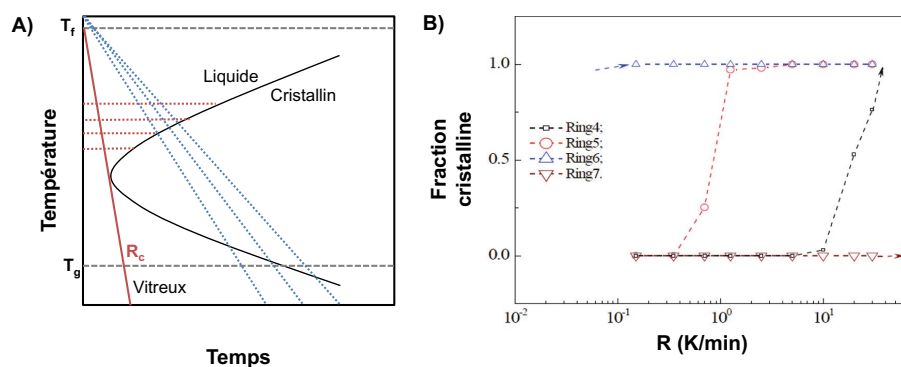 A)
T_f
Liquide
Cristallin
Température
R_c
T_g
Vitreux
Temps
B)
Fraction
cristalline
1.0
0.5
0.0
Ring4;
Ring5;
Ring6;
Ring7.
10^-2
10^-1
10^0
10^1
R (K/min)